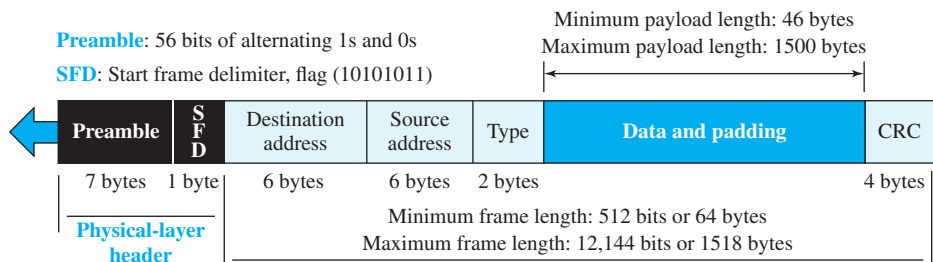 Minimum payload length: 46 bytes
Preamble: 56 bits of alternating 1s and 0s
Maximum payload length: 1500 bytes
SFD: Start frame delimiter, flag (10101011)
Preamble
S
F
D
Destination
address
Source
address
Type
Data and padding
CRC
7 bytes
1 byte
6 bytes
6 bytes
2 bytes
4 bytes
Physical-layer
header
Minimum frame length: 512 bits or 64 bytes
Maximum frame length: 12,144 bits or 1518 bytes